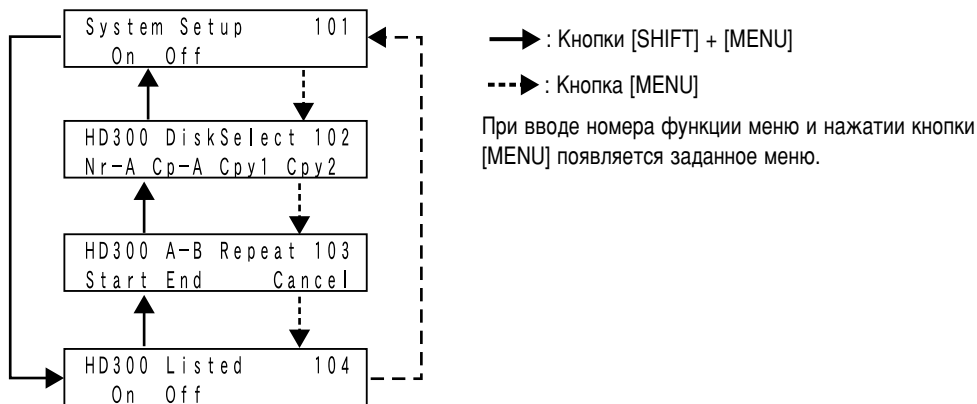 System Setup 101
On Off
HD300 DiskSelect 102
Nr-A Cp-A Cpy1 Cpy2
HD300 A-B Repeat 103
Start End Cancel
HD300 Listed 104
On Off
: Кнопки [SHIFT] + [MENU]
: Кнопка [MENU]
При вводе номера функции меню и нажатии кнопки
[MENU] появляется заданное меню.